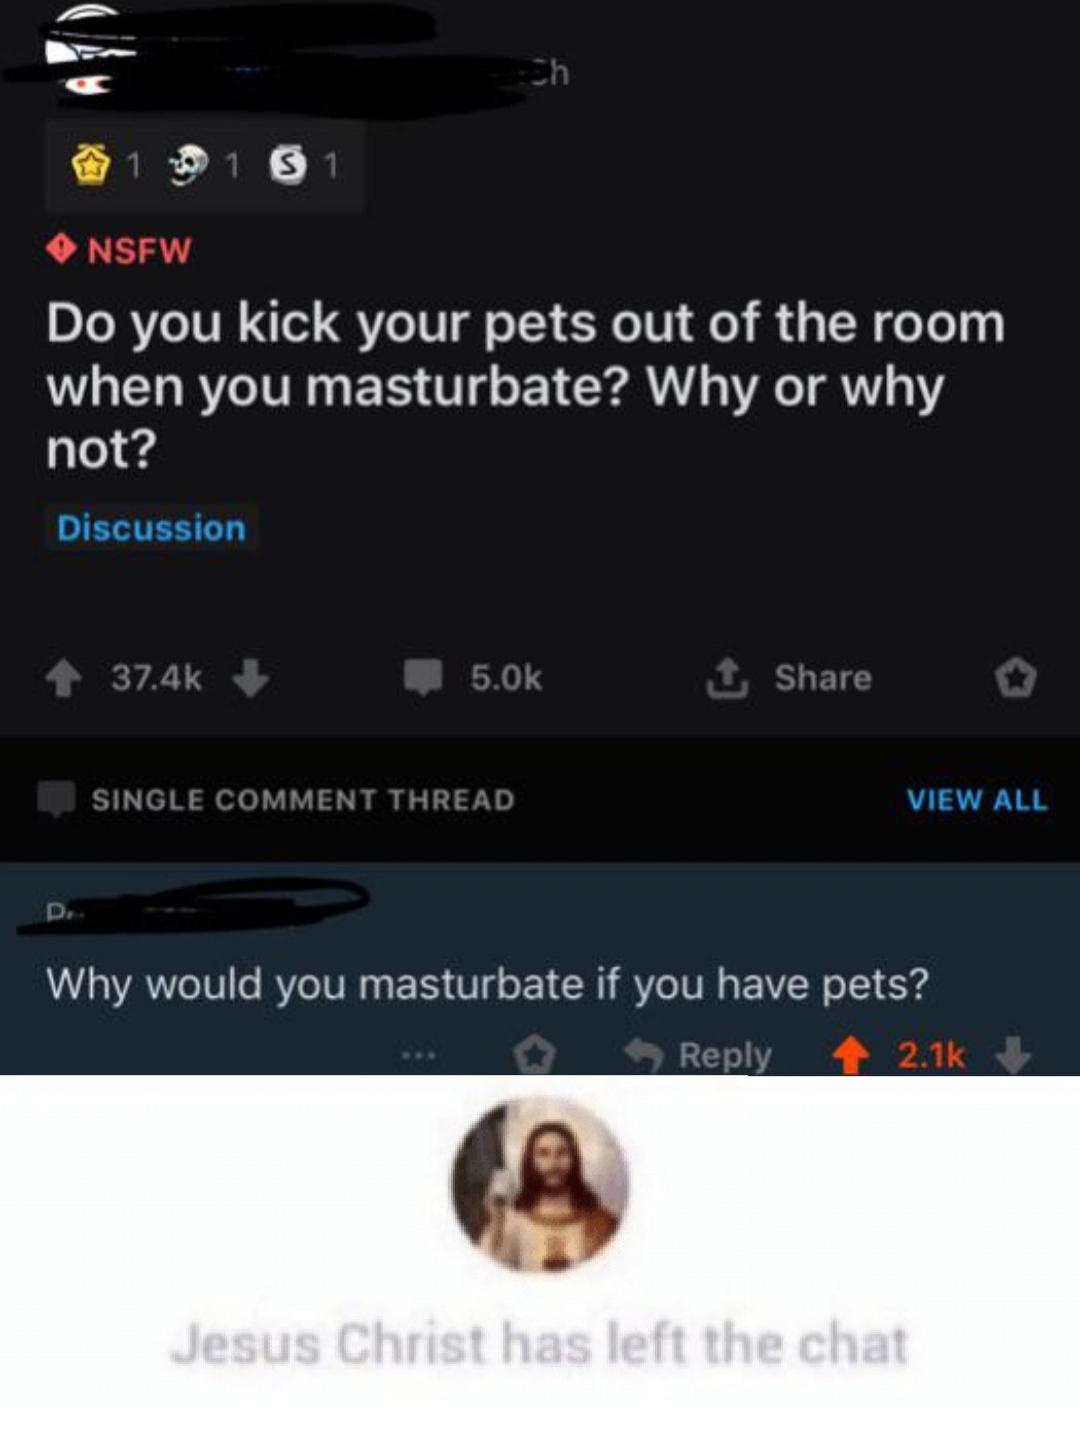 1 1 S 1
NSFW
Do you kick your pets out of the room
when you masturbate? Why or why
not?
Discussion
37.4k 5.0k Share
SINGLE COMMENT THREAD VIEW ALL
Why would you masturbate if you have pets?
... Reply 2.1k
Jesus Christ has left the chat